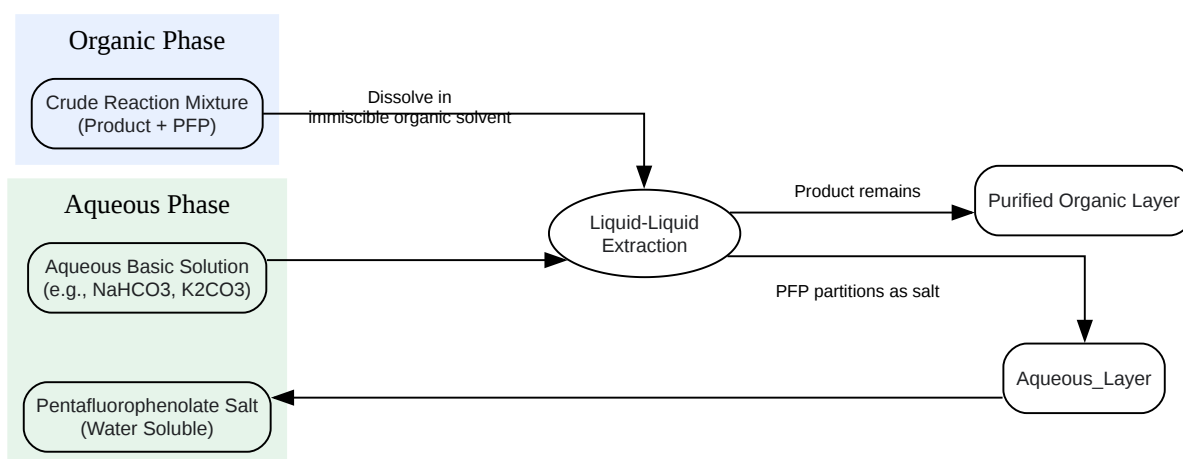 Organic Phase
Crude Reaction Mixture
(Product + PFP)
Dissolve in
immiscible organic solvent
Aqueous Phase
Aqueous Basic Solution
(e.g., NaHCO3, K2CO3)
Liquid-Liquid
Extraction
Product remains
Purified Organic Layer
PFP partitions as salt
Aqueous_Layer
Pentafluorophenolate Salt
(Water Soluble)